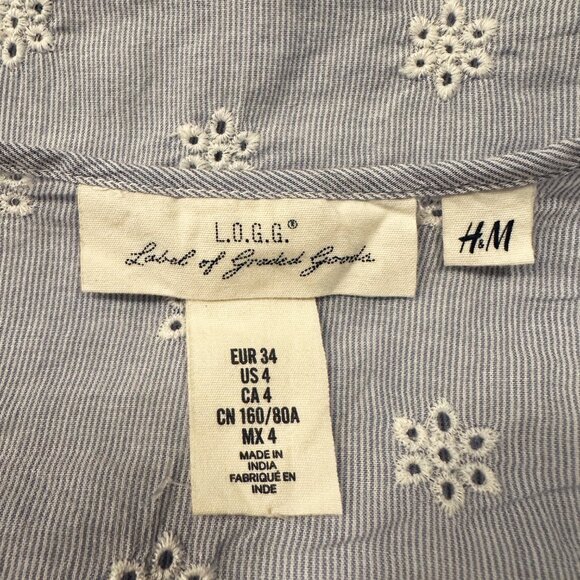 L.O.G.G.®
Label of Graded Goods
H&M
EUR 34
US 4
CA 4
CN 160/80A
MX 4
MADE IN
INDIA
FABRIQUÉ EN
INDE